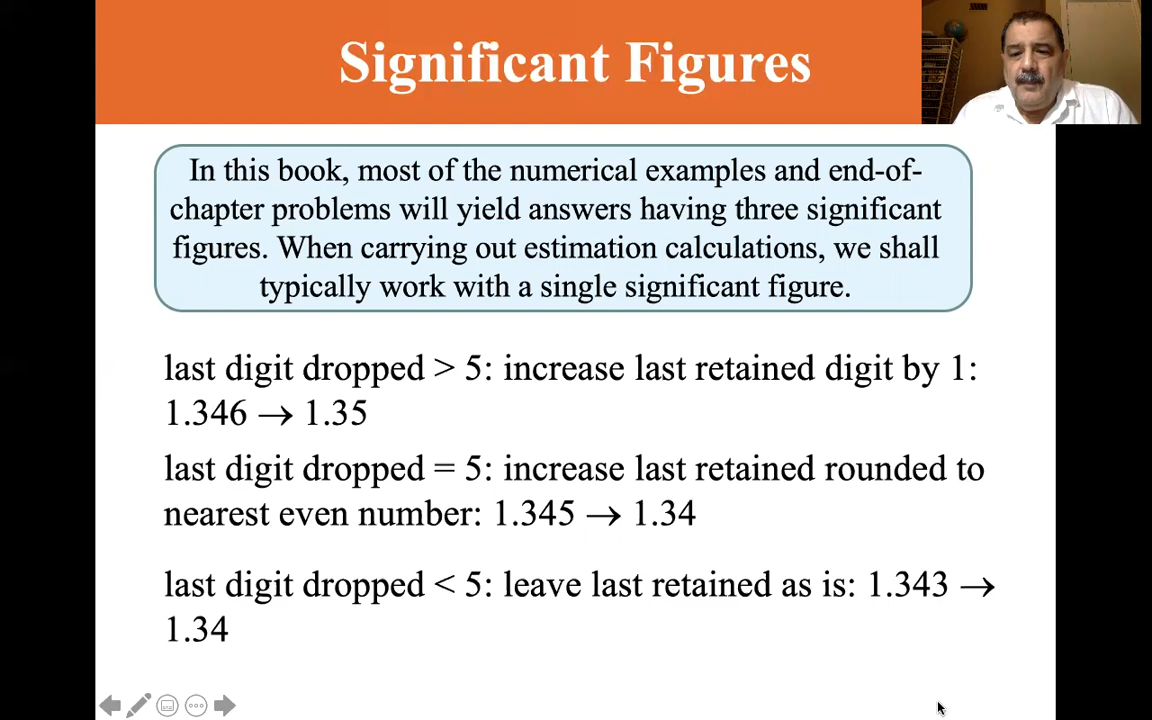 Significant Figures
In this book, most of the numerical examples and end-of-
chapter problems will yield answers having three significant
figures. When carrying out estimation calculations, we shall
typically work with a single significant figure.
last digit dropped > 5: increase last retained digit by 1:
1.346 → 1.35
last digit dropped = 5: increase last retained rounded to
nearest even number: 1.345 → 1.34
last digit dropped < 5: leave last retained as is: 1.343 →
1.34